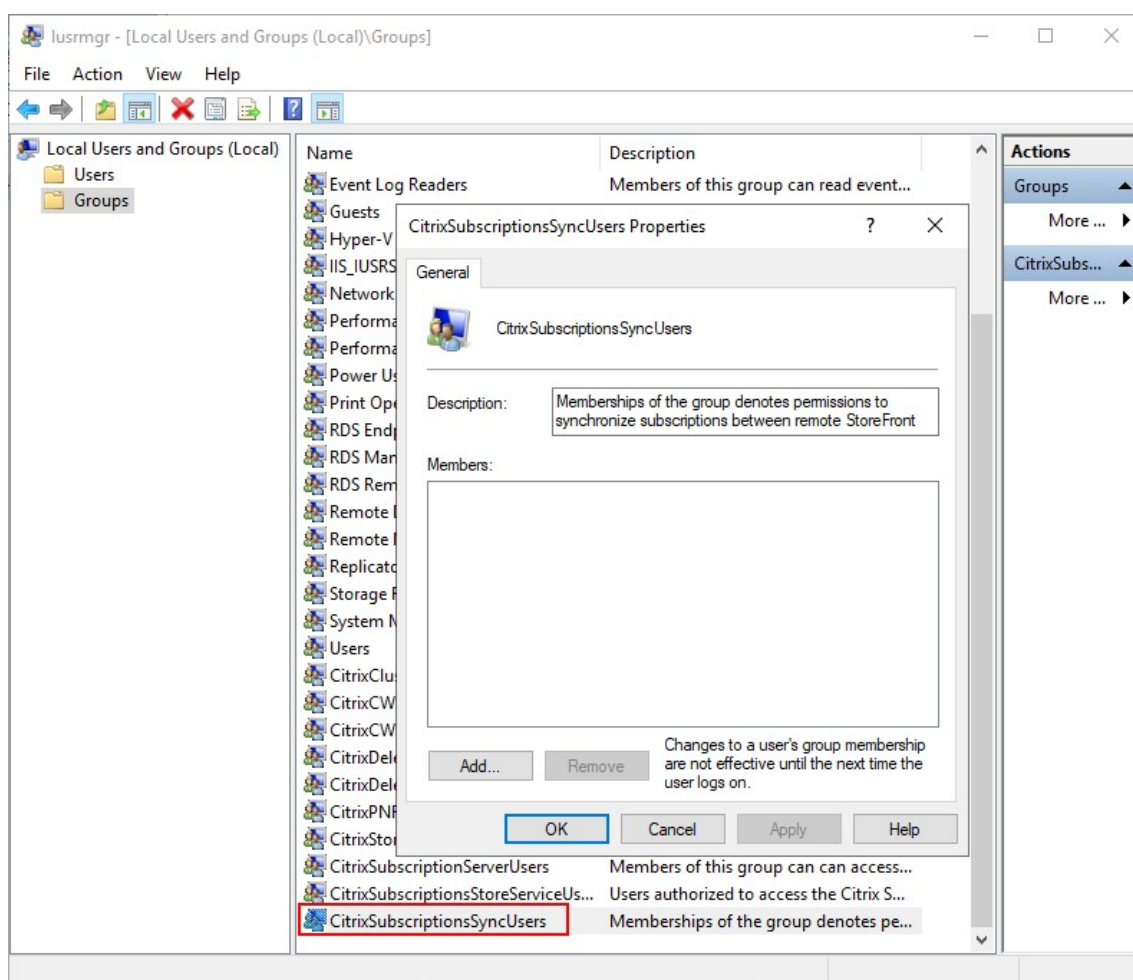 lusrmgr - [Local Users and Groups (Local)\Groups]
File Action View Help
Local Users and Groups (Local)
Users
Groups
Name Description
Event Log Readers Members of this group can read event...
Guests
Hyper-V
IIS_IUSRS
Network
Performa
Performa
Power Us
Print Ope
RDS Endp
RDS Man
RDS Rem
Remote D
Remote M
Replicato
Storage R
System M
Users
CitrixClus
CitrixCW
CitrixCW
CitrixDele
CitrixDele
CitrixPNR
CitrixStor
CitrixSubscriptionServerUsers Members of this group can can access...
CitrixSubscriptionsStoreServiceUs... Users authorized to access the Citrix S...
CitrixSubscriptionsSyncUsers Memberships of the group denotes pe...
CitrixSubscriptionsSyncUsers Properties ?
General
CitrixSubscriptionsSyncUsers
Description: Memberships of the group denotes permissions to
synchronize subscriptions between remote StoreFront
Members:
Add... Remove Changes to a user's group membership
are not effective until the next time the
user logs on.
OK Cancel Apply Help
Actions
Groups
More ...
CitrixSubs...
More ...